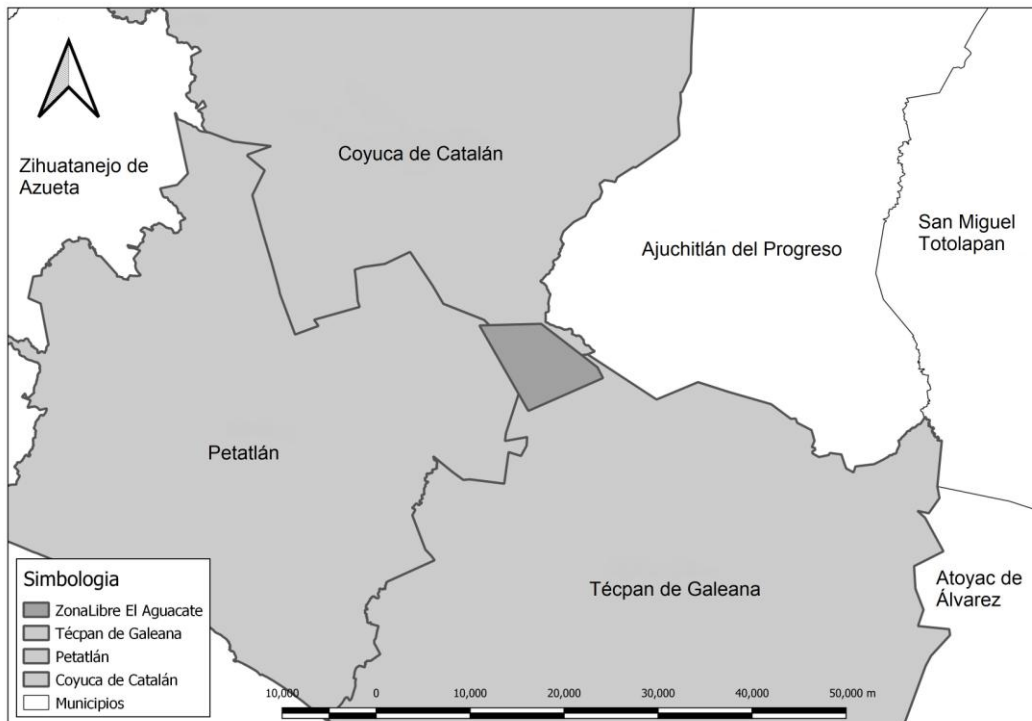 Coyuca de Catalán
Zihuatanejo de
Azueta
San Miguel
Totolapan
Ajuchitlán del Progreso
Petatlán
Técpan de Galeana
Atoyac de
Álvarez
Simbologia
ZonaLibre El Aguacate
Técpan de Galeana
Petatlán
Coyuca de Catalán
Municipios
10,000 0 10,000 20,000 30,000 40,000 50,000 m